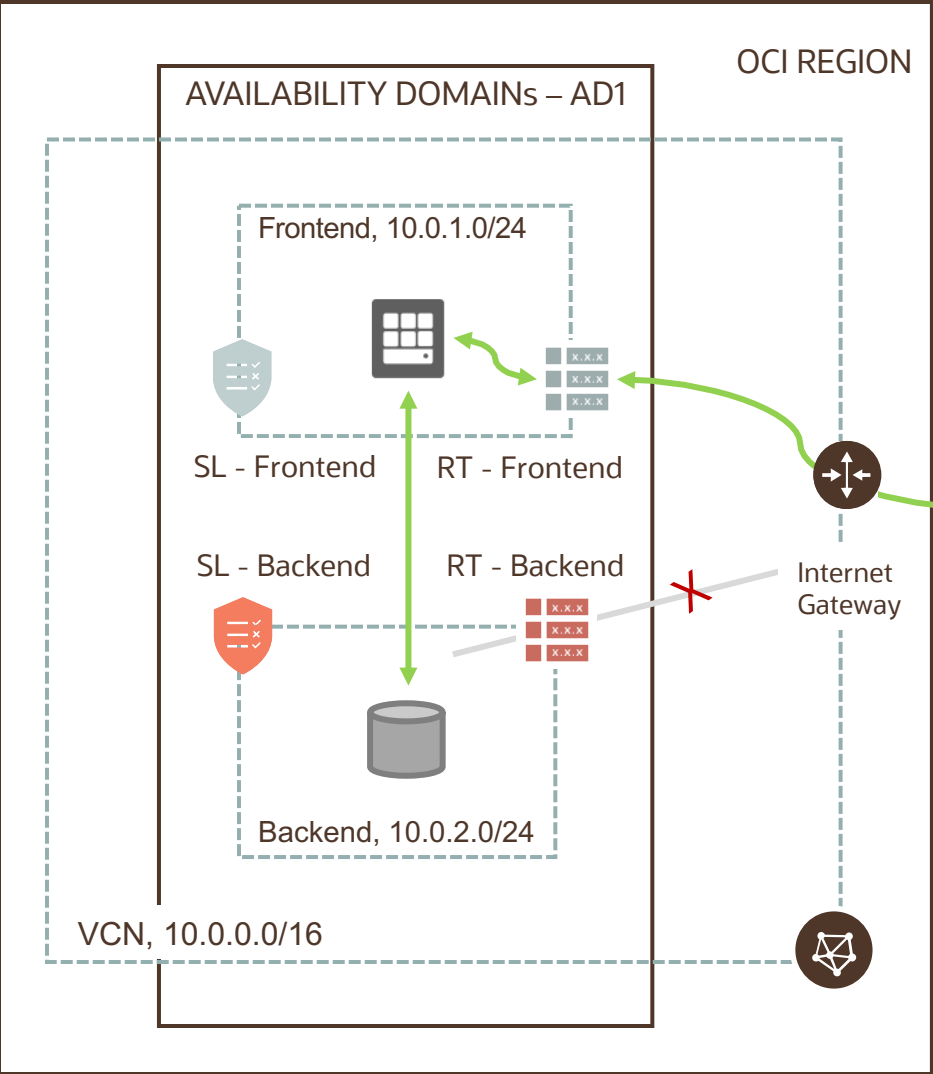 OCI REGION
AVAILABILITY DOMAINs – AD1
Frontend, 10.0.1.0/24
x.x.x
x.x.x
x.x.x
SL - Frontend
RT - Frontend
SL - Backend
RT - Backend
Internet
Gateway
x.x.x
x.x.x
x.x.x
Backend, 10.0.2.0/24
VCN, 10.0.0.0/16